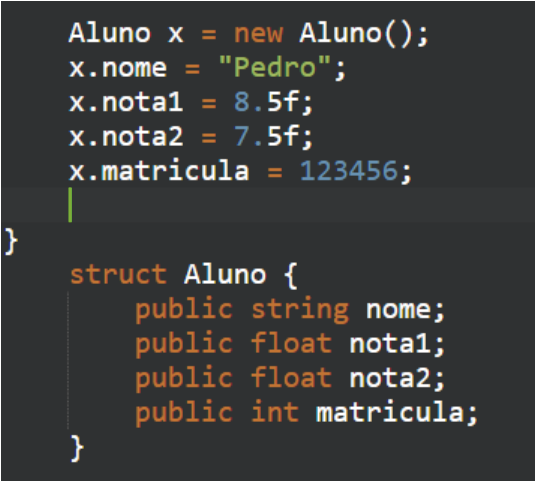 Aluno x = new Aluno();
x.nome = "Pedro";
x.nota1 = 8.5f;
x.nota2 = 7.5f;
x.matricula = 123456;
}
struct Aluno {
public string nome;
public float nota1;
public float nota2;
public int matricula;
}